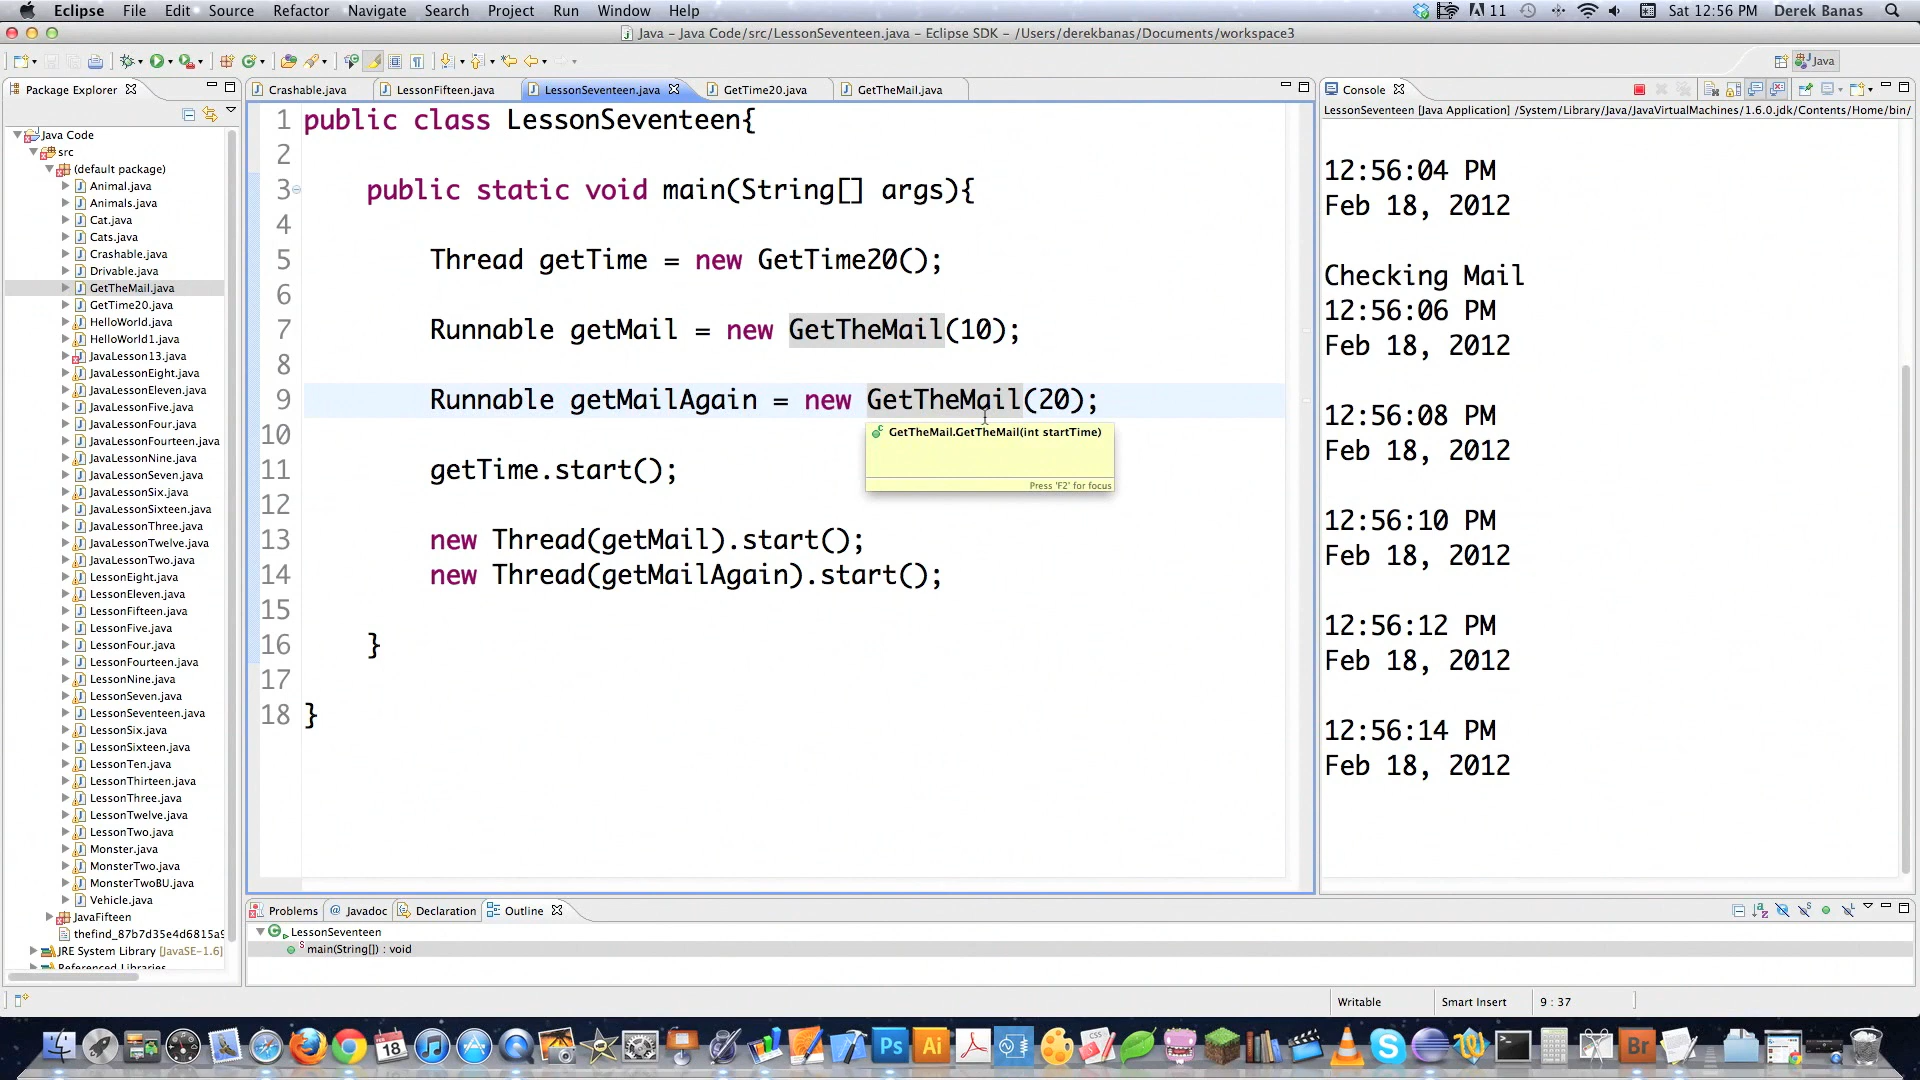 Eclipse File Edit Source Refactor Navigate Search Project Run Window Help 11 Sat 12:56 PM Derek Banas
Java – Java Code/src/LessonSeventeen.java – Eclipse SDK – /Users/derekbanas/Documents/workspace3
Java
Package Explorer
Java Code
src
(default package)
Animal.java
Animals.java
Cat.java
Cats.java
Crashable.java
Drivable.java
GetTheMail.java
GetTime20.java
HelloWorld.java
HelloWorld1.java
JavaLesson13.java
JavaLessonEight.java
JavaLessonEleven.java
JavaLessonFive.java
JavaLessonFour.java
JavaLessonFourteen.java
JavaLessonNine.java
JavaLessonSeven.java
JavaLessonSix.java
JavaLessonSixteen.java
JavaLessonThree.java
JavaLessonTwelve.java
JavaLessonTwo.java
LessonEight.java
LessonEleven.java
LessonFifteen.java
LessonFive.java
LessonFour.java
LessonFourteen.java
LessonNine.java
LessonSeven.java
LessonSeventeen.java
LessonSix.java
LessonSixteen.java
LessonTen.java
LessonThirteen.java
LessonThree.java
LessonTwelve.java
LessonTwo.java
Monster.java
MonsterTwo.java
MonsterTwoBU.java
Vehicle.java
JavaFifteen
thefind_87b7d35e4d6815a9
JRE System Library [JavaSE-1.6]
Referenced Libraries
Crashable.java LessonFifteen.java LessonSeventeen.java GetTime20.java GetTheMail.java
1 public class LessonSeventeen{
2
3 public static void main(String[] args){
4
5 Thread getTime = new GetTime20();
6
7 Runnable getMail = new GetTheMail(10);
8
9 Runnable getMailAgain = new GetTheMail(20);
10
11 getTime.start();
12
13 new Thread(getMail).start();
14 new Thread(getMailAgain).start();
15
16 }
17
18 }
GetTheMail.GetTheMail(int startTime)
Press 'F2' for focus
Console
LessonSeventeen [Java Application] /System/Library/Java/JavaVirtualMachines/1.6.0.jdk/Contents/Home/bin/
12:56:04 PM
Feb 18, 2012
Checking Mail
12:56:06 PM
Feb 18, 2012
12:56:08 PM
Feb 18, 2012
12:56:10 PM
Feb 18, 2012
12:56:12 PM
Feb 18, 2012
12:56:14 PM
Feb 18, 2012
Problems @ Javadoc Declaration Outline
LessonSeventeen
main(String[]) : void
Writable Smart Insert 9 : 37
18 Ps Ai Br